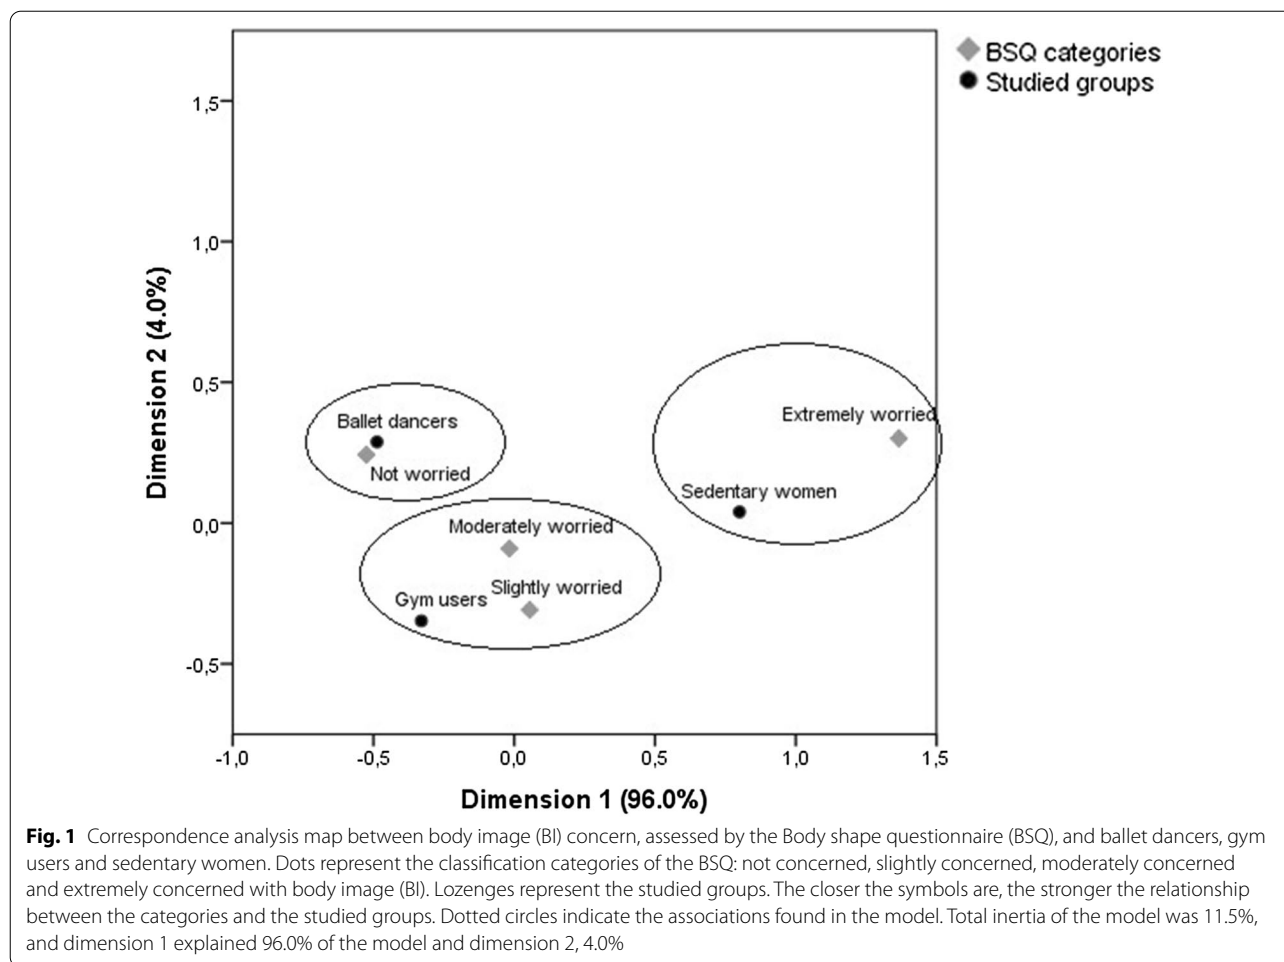 BSQ categories
Studied groups
1,5
1,0
0,5
0,0
-0,5
Dimension 2 (4.0%)
Ballet dancers
Not worried
Extremely worried
Sedentary women
Moderately worried
Slightly worried
Gym users
-1,0 -0,5 0,0 0,5 1,0 1,5
Dimension 1 (96.0%)
Fig. 1 Correspondence analysis map between body image (BI) concern, assessed by the Body shape questionnaire (BSQ), and ballet dancers, gym
users and sedentary women. Dots represent the classification categories of the BSQ: not concerned, slightly concerned, moderately concerned
and extremely concerned with body image (BI). Lozenges represent the studied groups. The closer the symbols are, the stronger the relationship
between the categories and the studied groups. Dotted circles indicate the associations found in the model. Total inertia of the model was 11.5%,
and dimension 1 explained 96.0% of the model and dimension 2, 4.0%